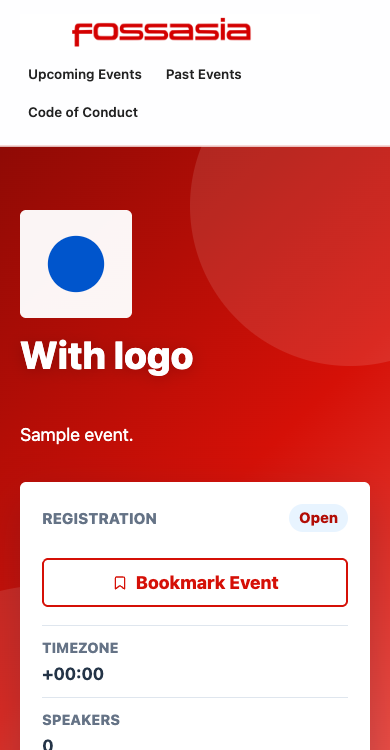 fossasia
Upcoming Events Past Events
Code of Conduct
With logo
Sample event.
REGISTRATION Open
Bookmark Event
TIMEZONE
+00:00
SPEAKERS
0